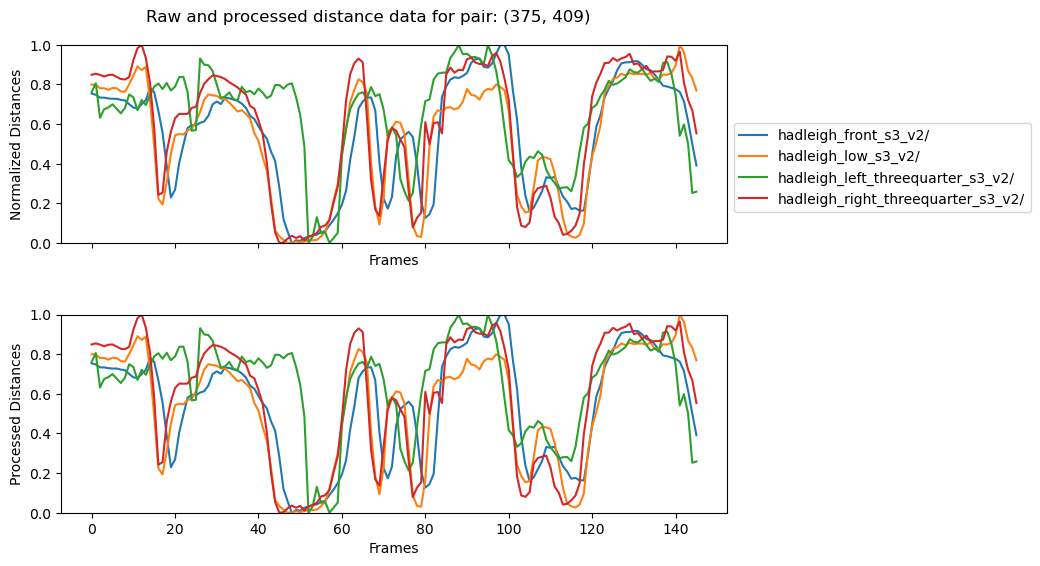 Raw and processed distance data for pair: (375, 409)
1.0
0.8
0.6
0.4
0.2
0.0
Normalized Distances
Frames
hadleigh_front_s3_v2/
hadleigh_low_s3_v2/
hadleigh_left_threequarter_s3_v2/
hadleigh_right_threequarter_s3_v2/
1.0
0.8
0.6
0.4
0.2
0.0
Processed Distances
0 20 40 60 80 100 120 140
Frames